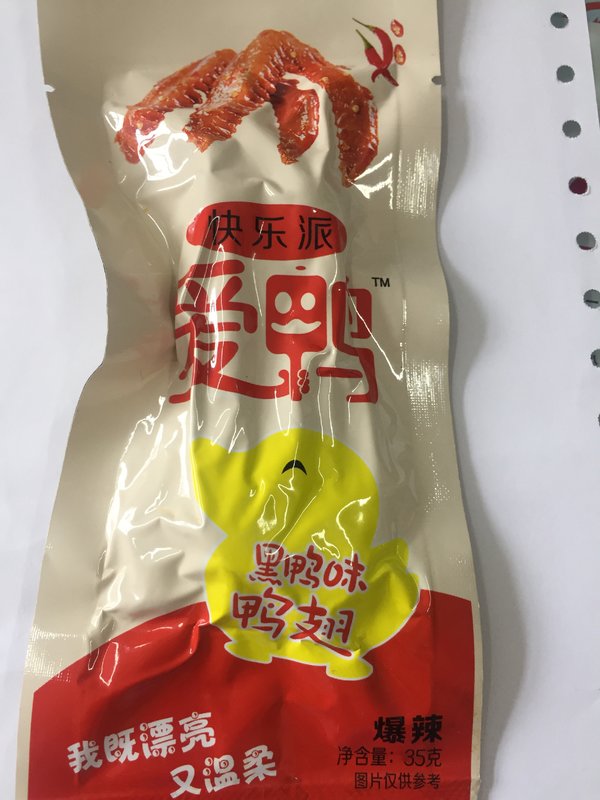 快乐派
爱鸭™
黑鸭味
鸭翅
我既漂亮
又温柔
爆辣
净含量：35克
图片仅供参考